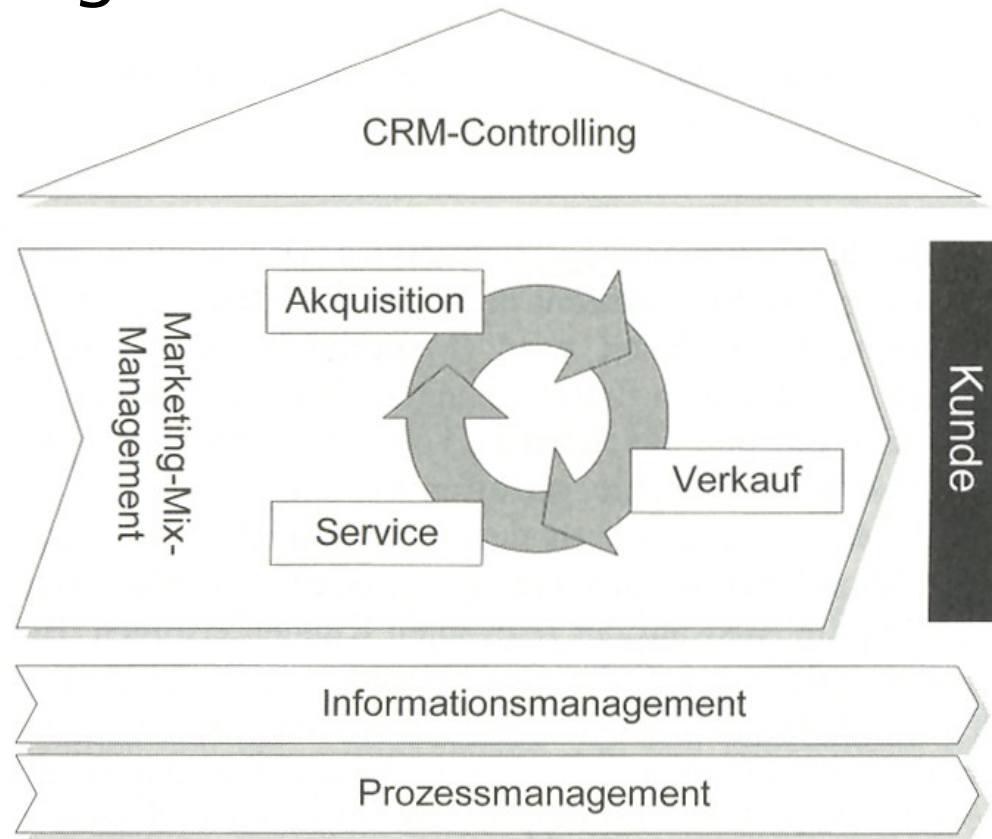 CRM-Controlling
Akquisition
Marketing-Mix-
Management
Kunde
Verkauf
Service
Informationsmanagement
Prozessmanagement